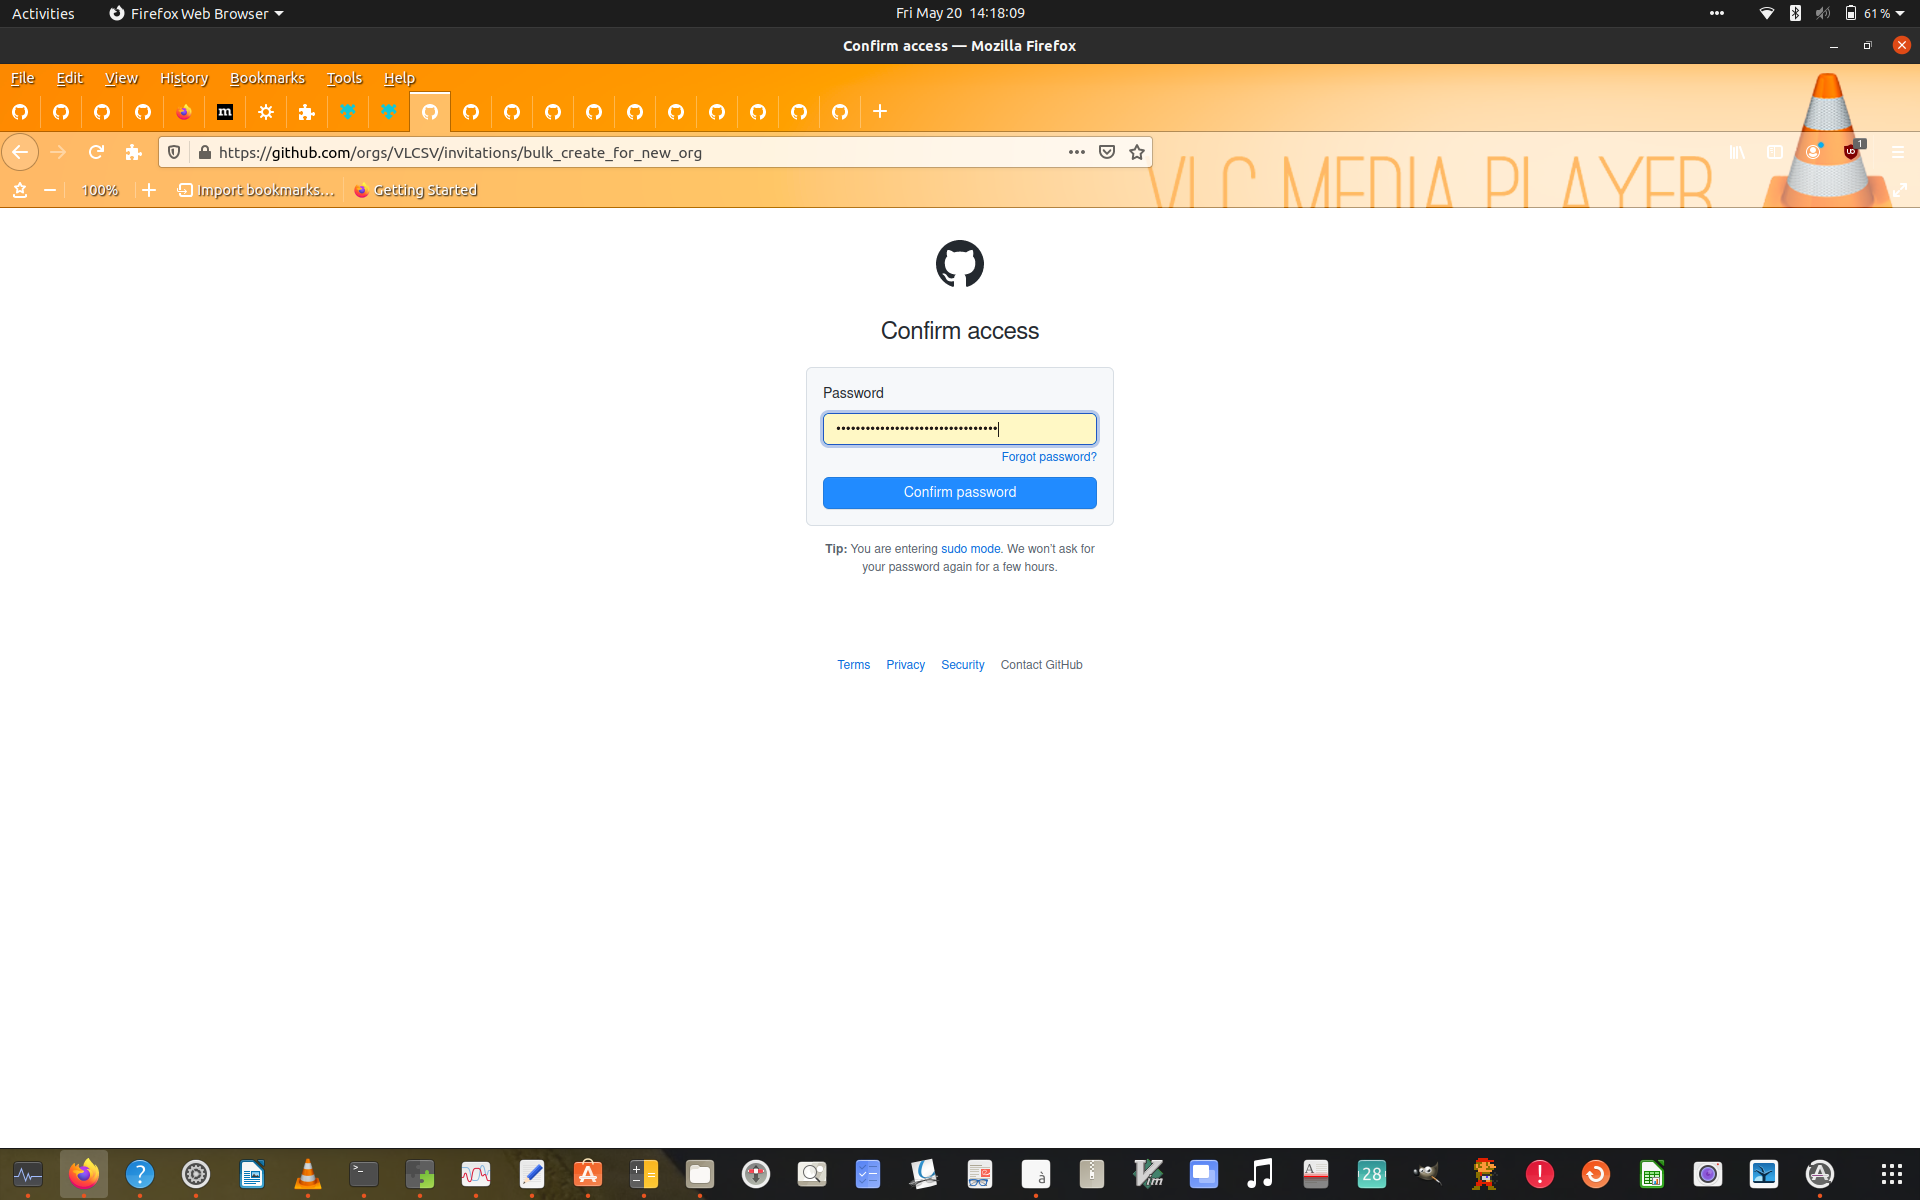 Activities Firefox Web Browser Fri May 20 14:18:09 61%
Confirm access — Mozilla Firefox
File Edit View History Bookmarks Tools Help
m
https://github.com/orgs/VLCSV/invitations/bulk_create_for_new_org 1
VLC MEDIA PLAYER
100% Import bookmarks... Getting Started
Confirm access
Password
Forgot password?
Confirm password
Tip: You are entering sudo mode. We won't ask for
your password again for a few hours.
Terms Privacy Security Contact GitHub
? >_ à Vim A 28 !